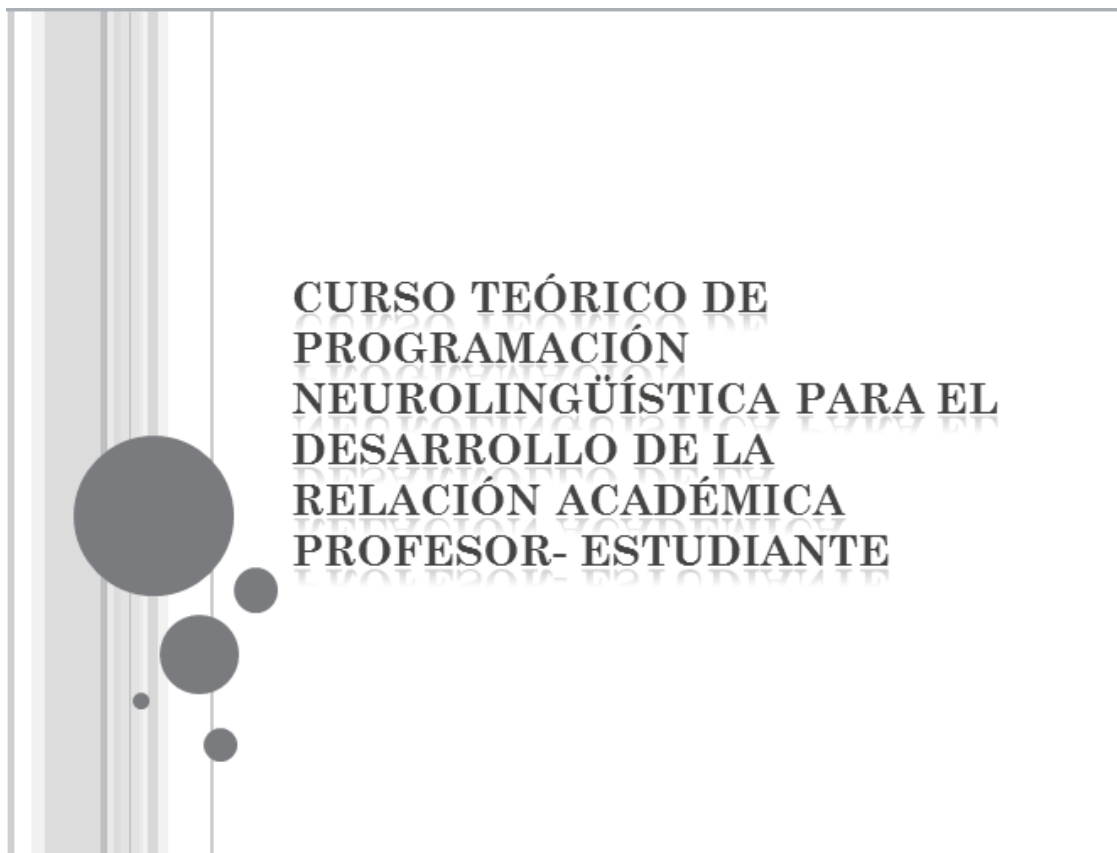 CURSO TEÓRICO DE
PROGRAMACIÓN
NEUROLINGÜÍSTICA PARA EL
DESARROLLO DE LA
RELACIÓN ACADÉMICA
PROFESOR- ESTUDIANTE